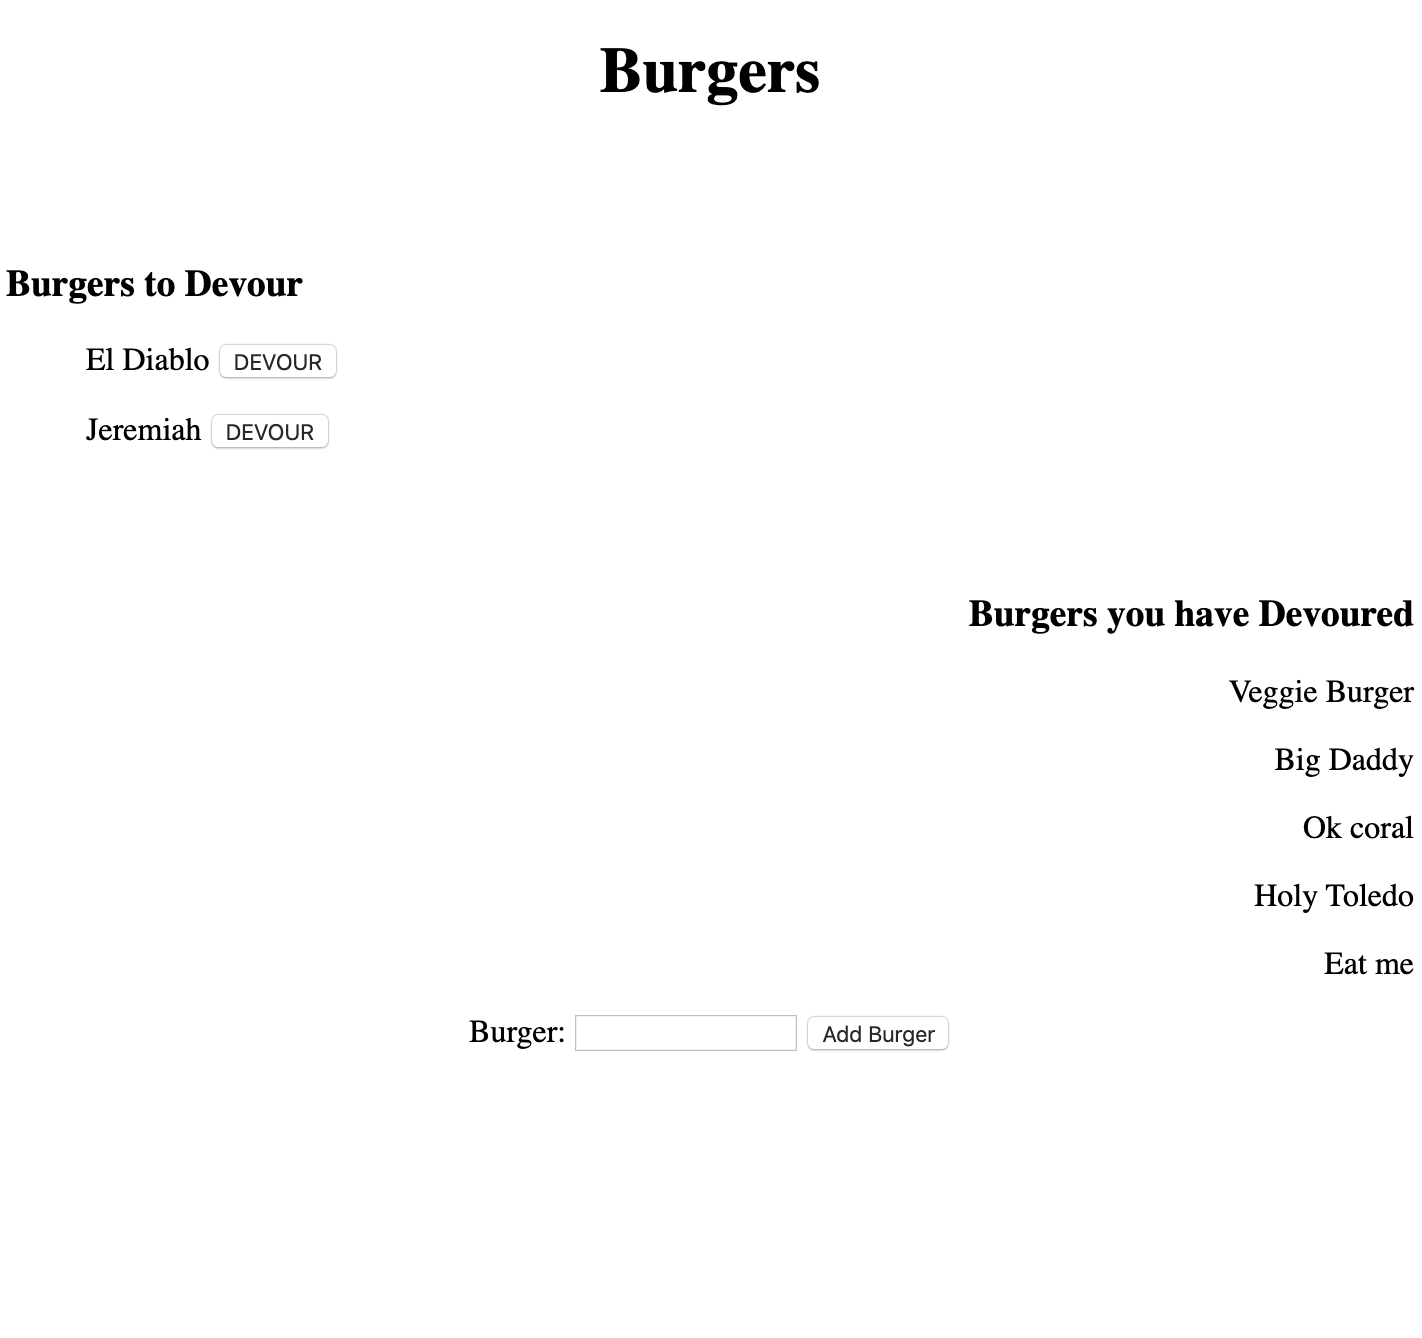 Burgers
Burgers to Devour
El Diablo DEVOUR
Jeremiah DEVOUR
Burgers you have Devoured
Veggie Burger
Big Daddy
Ok coral
Holy Toledo
Eat me
Burger: Add Burger